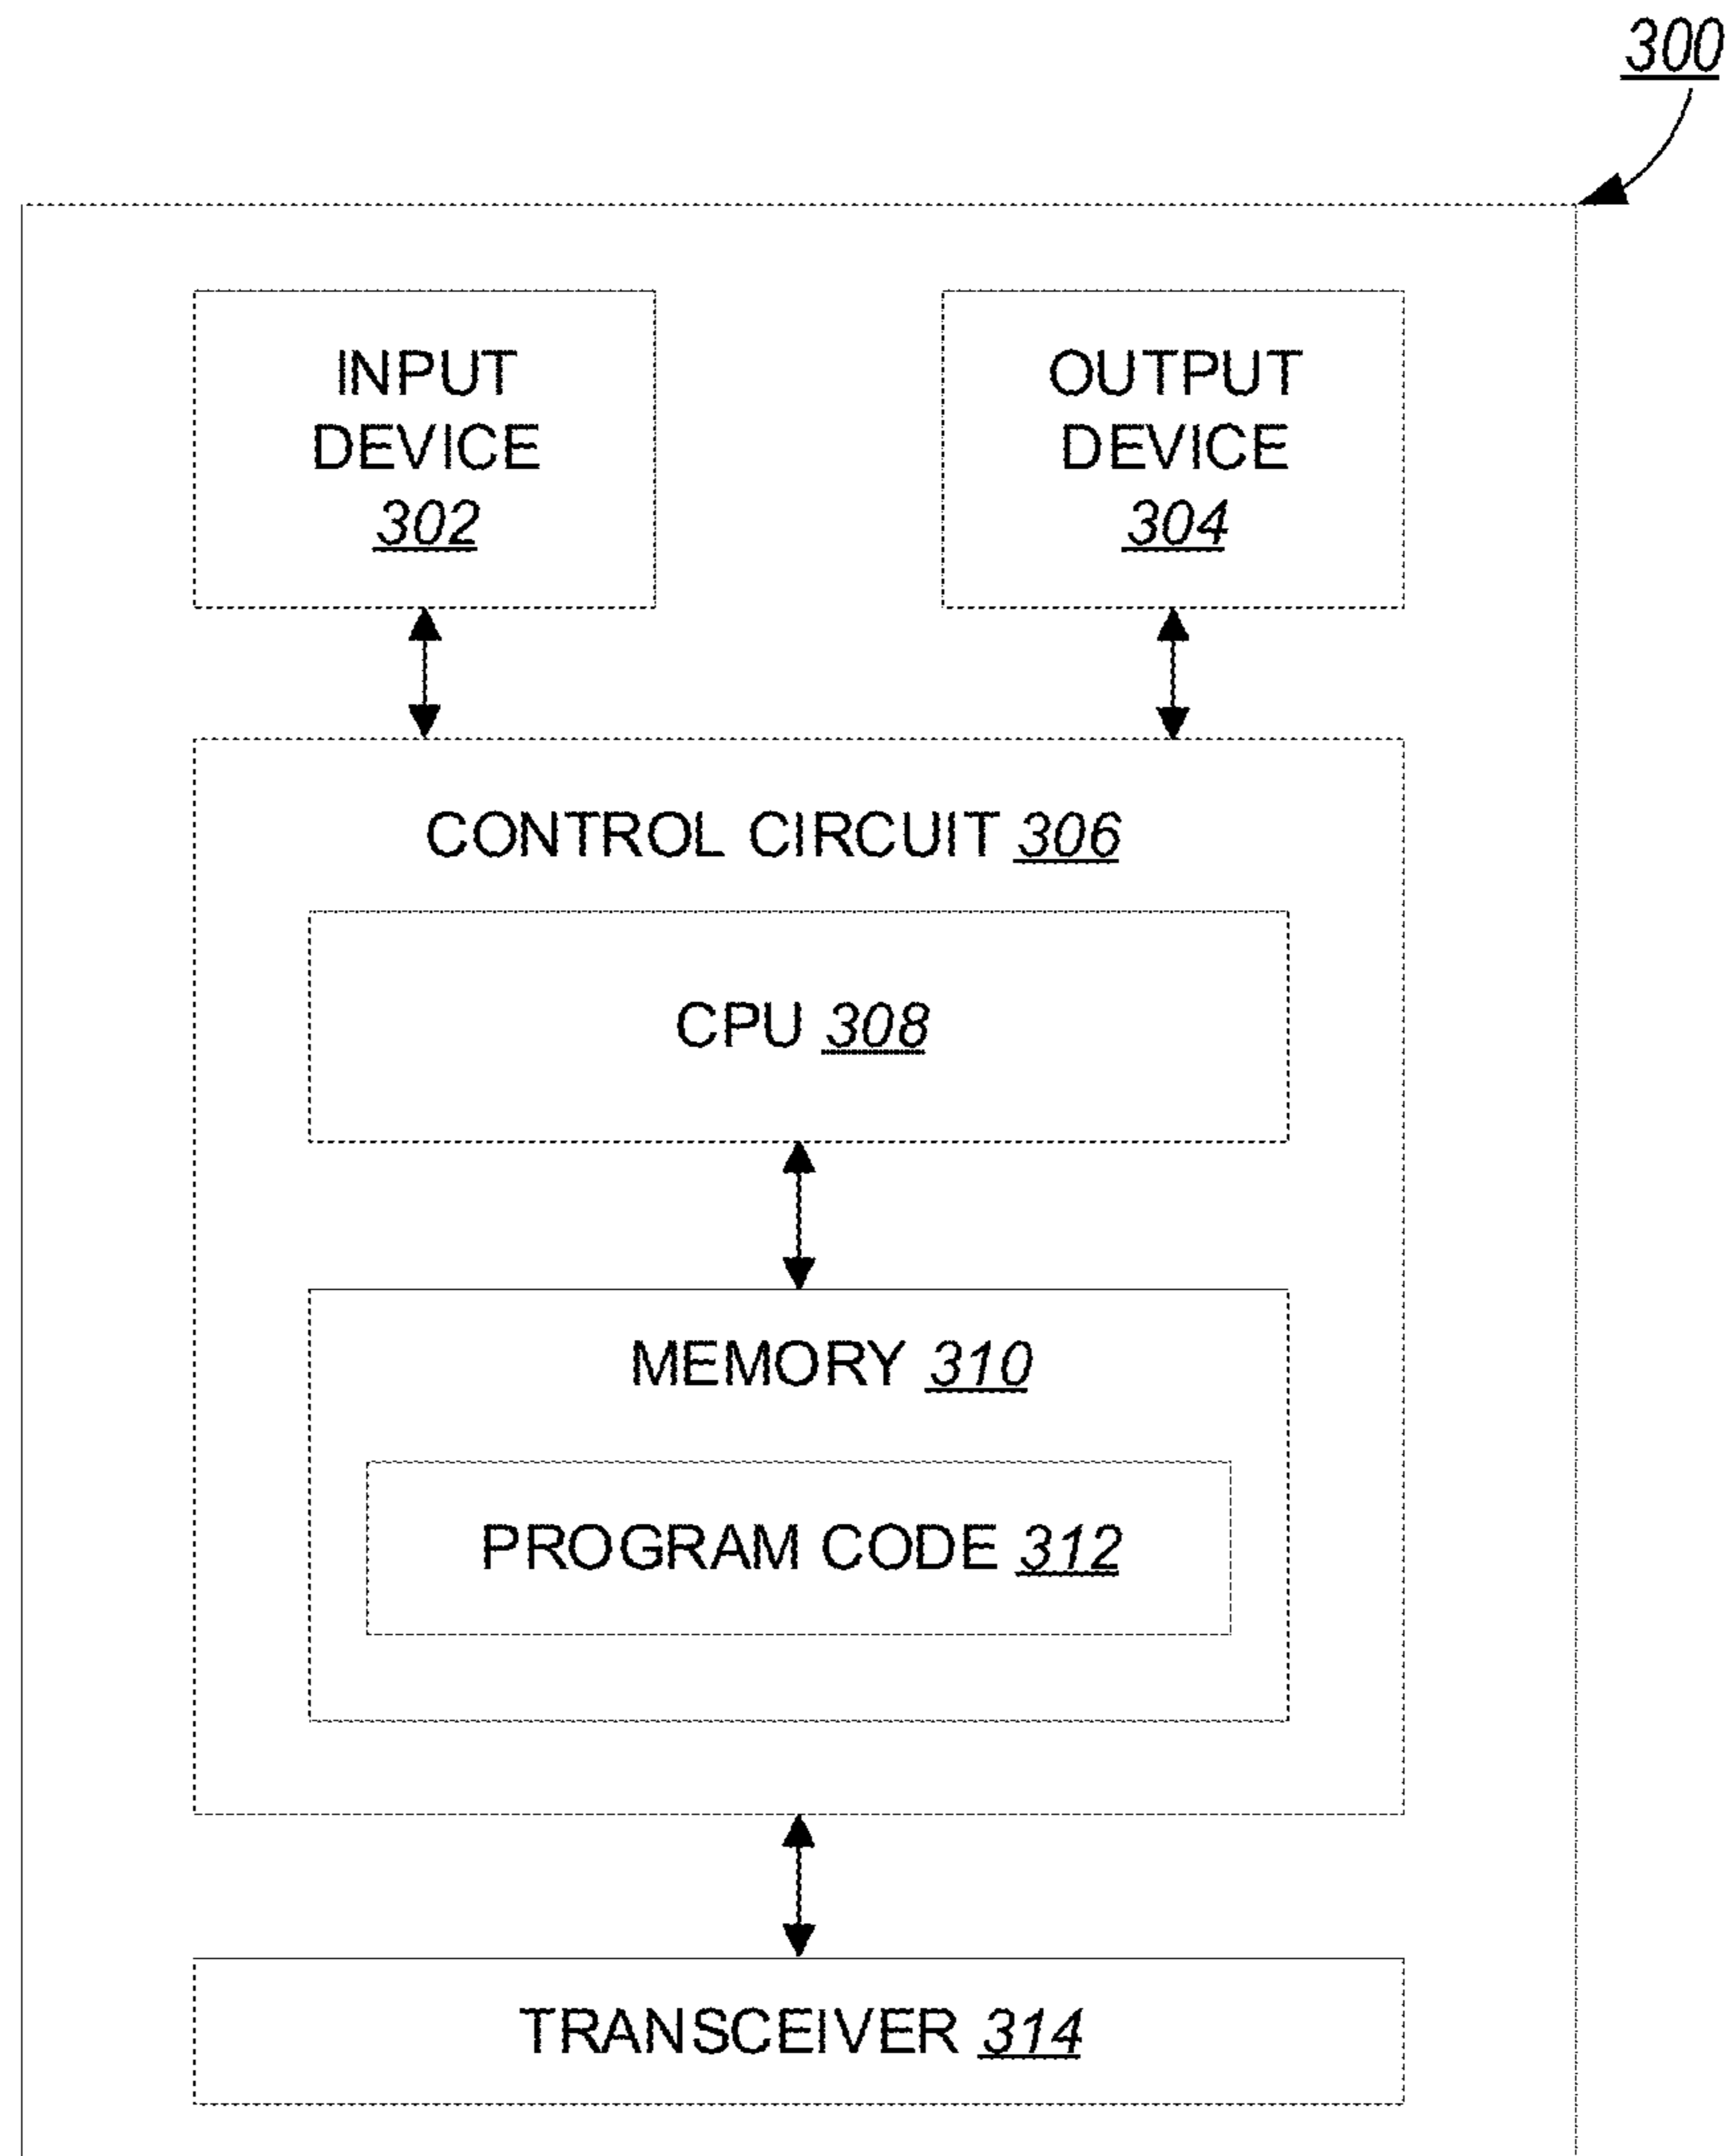 300
INPUT
DEVICE
302
OUTPUT
DEVICE
304
CONTROL CIRCUIT 306
CPU 308
MEMORY 310
PROGRAM CODE 312
TRANSCEIVER 314